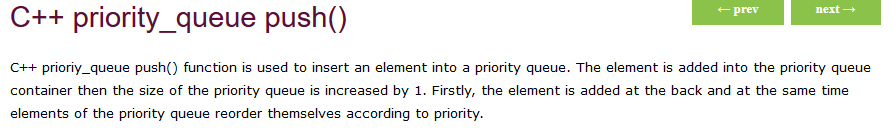 C++ priority_queue push()
← prev
next →
C++ prioriy_queue push() function is used to insert an element into a priority queue. The element is added into the priority queue
container then the size of the priority queue is increased by 1. Firstly, the element is added at the back and at the same time
elements of the priority queue reorder themselves according to priority.